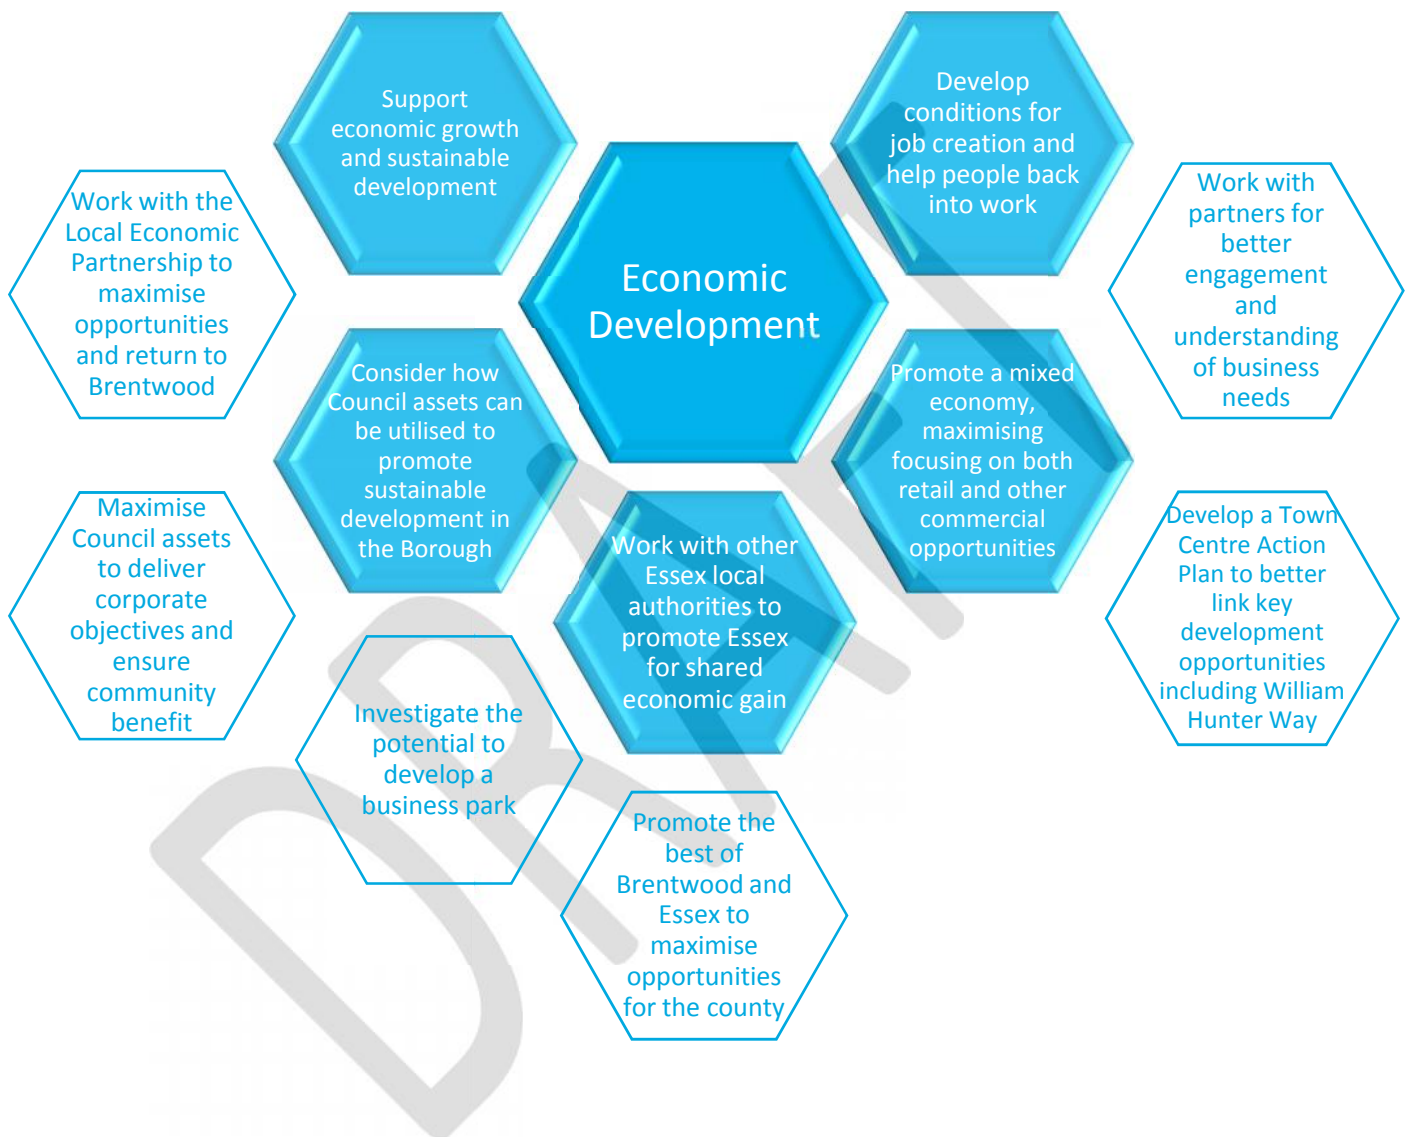 Support
economic growth
and sustainable
development
Develop
conditions for
job creation and
help people back
into work
Economic
Development
Work with the
Local Economic
Partnership to
maximise
opportunities
and return to
Brentwood
Work with
partners for
better
engagement
and
understanding
of business
needs
Consider how
Council assets can
be utilised to
promote
sustainable
development in
the Borough
Promote a mixed
economy,
maximising
focusing on both
retail and other
commercial
opportunities
Maximise
Council assets
to deliver
corporate
objectives and
ensure
community
benefit
Work with other
Essex local
authorities to
promote Essex
for shared
economic gain
Develop a Town
Centre Action
Plan to better
link key
development
opportunities
including William
Hunter Way
Investigate the
potential to
develop a
business park
Promote the
best of
Brentwood and
Essex to
maximise
opportunities
for the county
DRAFT